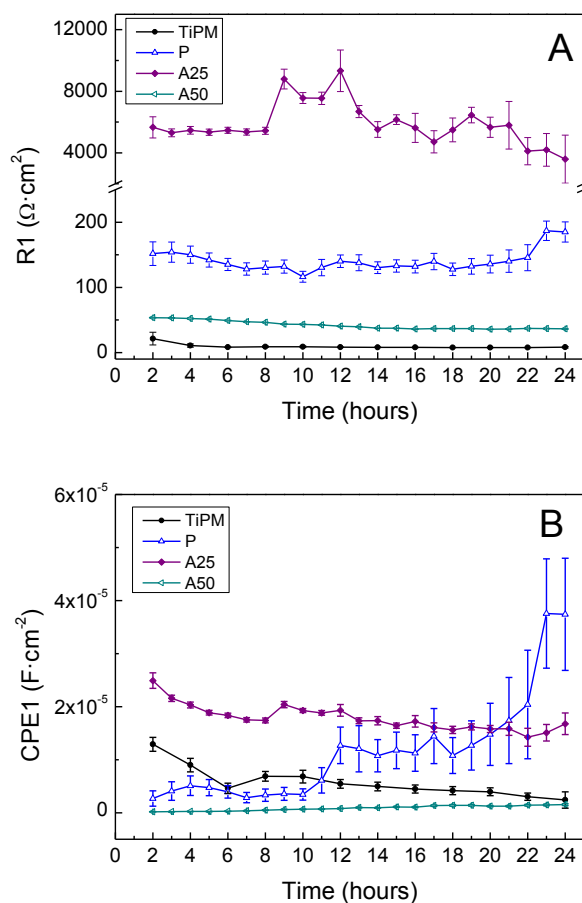 12000
8000
4000
200
100
0
R1 (Ω·cm²)
TiPM
P
A25
A50
A
0 2 4 6 8 10 12 14 16 18 20 22 24
Time (hours)
6x10⁻⁵
4x10⁻⁵
2x10⁻⁵
0
CPE1 (F·cm⁻²)
TiPM
P
A25
A50
B
0 2 4 6 8 10 12 14 16 18 20 22 24
Time (hours)